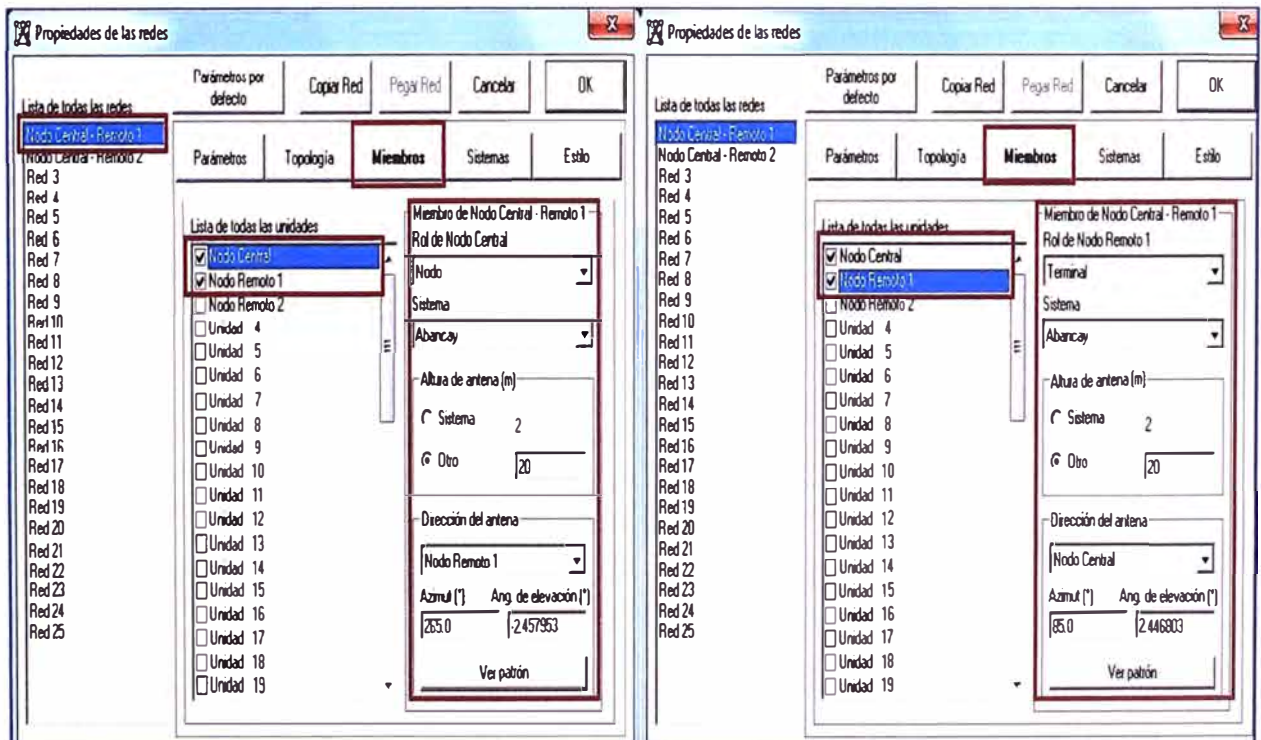 Propiedades de las redes
Parámetros por defecto
Copiar Red
Pegar Red
Cancelar
OK
Lista de todas las redes
Nodo Central - Remoto 1
Nodo Central - Remoto 2
Red 3
Red 4
Red 5
Red 6
Red 7
Red 8
Red 9
Red 10
Red 11
Red 12
Red 13
Red 14
Red 15
Red 16
Red 17
Red 18
Red 19
Red 20
Red 21
Red 22
Red 23
Red 24
Red 25
Parámetros
Topología
Miembros
Sistemas
Estilo
Lista de todas las unidades
Nodo Central
Nodo Remoto 1
Nodo Remoto 2
Unidad 4
Unidad 5
Unidad 6
Unidad 7
Unidad 8
Unidad 9
Unidad 10
Unidad 11
Unidad 12
Unidad 13
Unidad 14
Unidad 15
Unidad 16
Unidad 17
Unidad 18
Unidad 19
Miembro de Nodo Central - Remoto 1
Rol de Nodo Central
Nodo
Sistema
Abancay
Altura de antena (m)
Sistema 2
Otro 20
Dirección del antena
Nodo Remoto 1
Azimut (°) Ang. de elevación (°)
265.0 -2.457953
Ver patrón
Propiedades de las redes
Parámetros por defecto
Copiar Red
Pegar Red
Cancelar
OK
Lista de todas las redes
Nodo Central - Remoto 1
Nodo Central - Remoto 2
Red 3
Red 4
Red 5
Red 6
Red 7
Red 8
Red 9
Red 10
Red 11
Red 12
Red 13
Red 14
Red 15
Red 16
Red 17
Red 18
Red 19
Red 20
Red 21
Red 22
Red 23
Red 24
Red 25
Parámetros
Topología
Miembros
Sistemas
Estilo
Lista de todas las unidades
Nodo Central
Nodo Remoto 1
Nodo Remoto 2
Unidad 4
Unidad 5
Unidad 6
Unidad 7
Unidad 8
Unidad 9
Unidad 10
Unidad 11
Unidad 12
Unidad 13
Unidad 14
Unidad 15
Unidad 16
Unidad 17
Unidad 18
Unidad 19
Miembro de Nodo Central - Remoto 1
Rol de Nodo Remoto 1
Terminal
Sistema
Abancay
Altura de antena (m)
Sistema 2
Otro 20
Dirección del antena
Nodo Central
Azimut (°) Ang. de elevación (°)
85.0 2.446803
Ver patrón